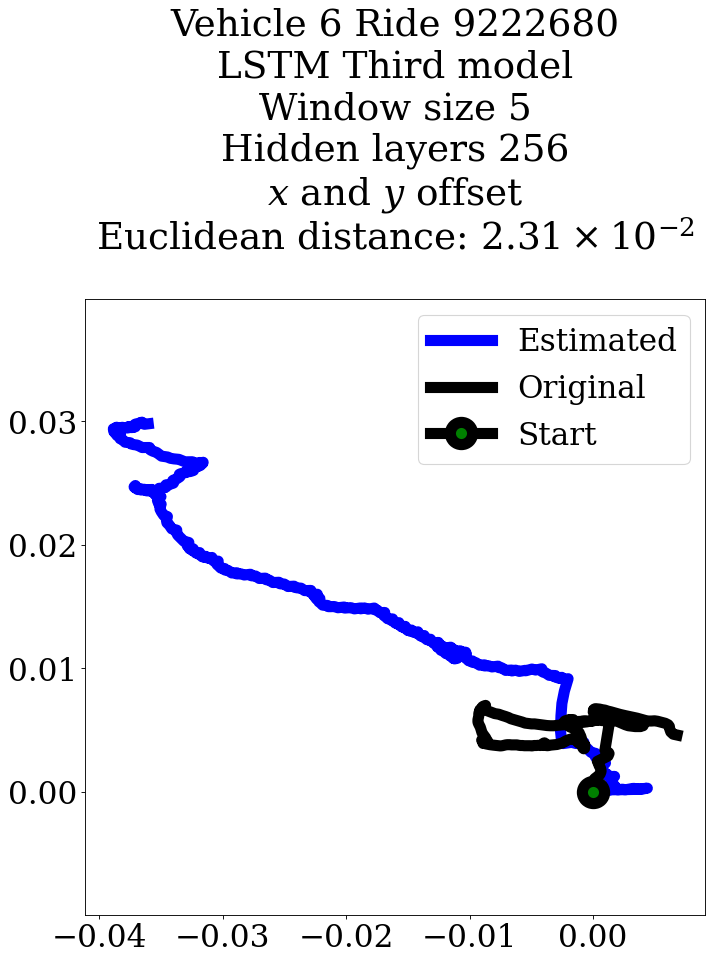 Vehicle 6 Ride 9222680
LSTM Third model
Window size 5
Hidden layers 256
x and y offset
Euclidean distance: 2.31 × 10⁻²
Estimated
Original
Start
0.03
0.02
0.01
0.00
−0.04 −0.03 −0.02 −0.01 0.00